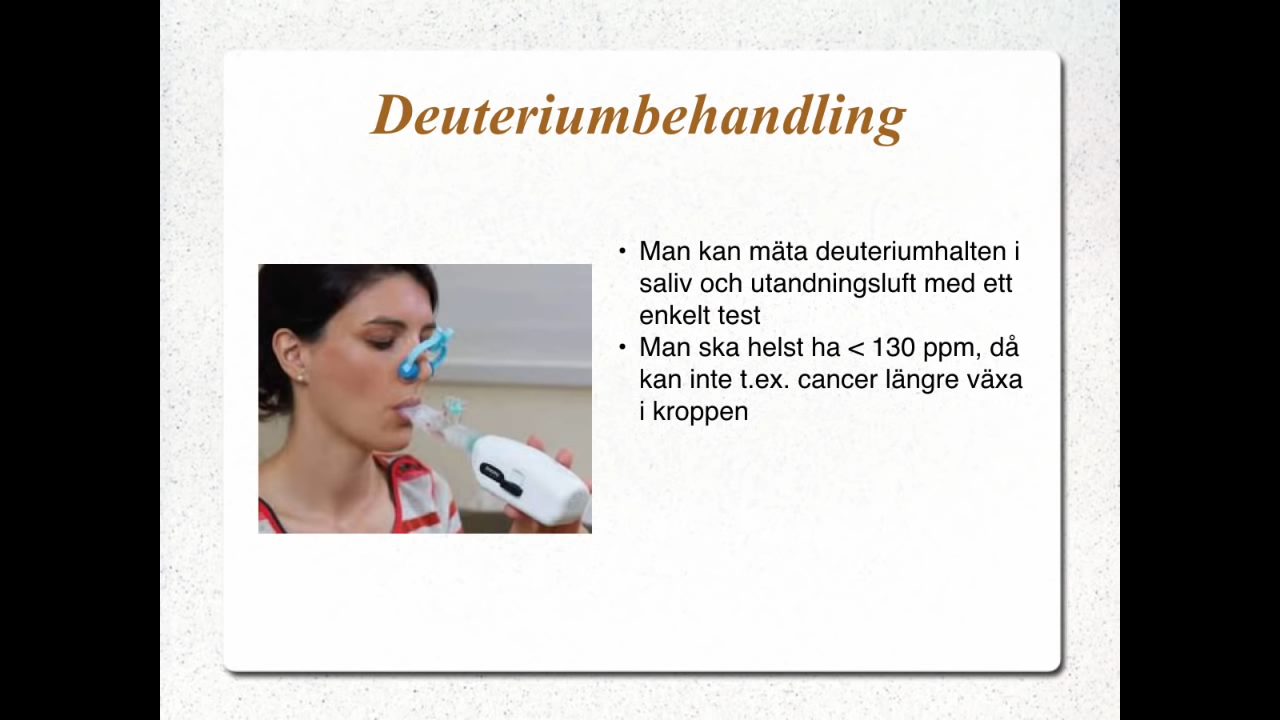 Deuteriumbehandling
• Man kan mäta deuteriumhalten i
saliv och utandningsluft med ett
enkelt test
• Man ska helst ha < 130 ppm, då
kan inte t.ex. cancer längre växa
i kroppen